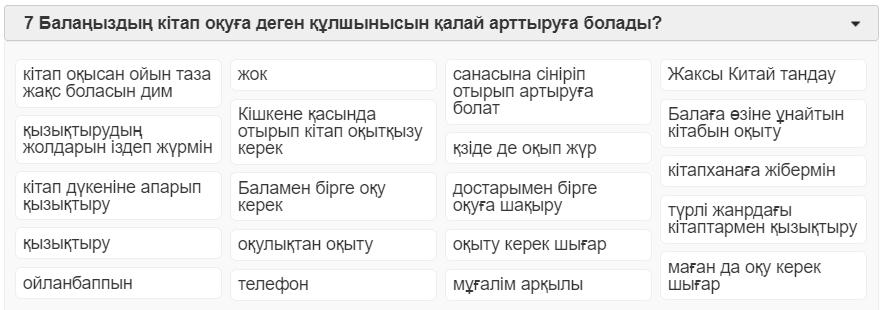 7 Балаңыздың кітап оқуға деген құлшынысын қалай арттыруға болады?
кітап оқысан ойын таза
жақс боласын дим
қызықтырудың
жолдарын іздеп жүрмін
кітап дүкеніне апарып
қызықтыру
қызықтыру
ойланбаппын
жок
Кішкене қасында
отырып кітап оқытқызу
керек
Баламен бірге оқу
керек
оқулықтан оқыту
телефон
санасына сініріп
отырып артыруға
болат
қзіде де оқып жүр
достарымен бірге
оқуға шақыру
оқыту керек шығар
мұғалім арқылы
Жаксы Китай тандау
Балаға өзіне ұнайтын
кітабын оқыту
кітапханаға жібермін
түрлі жанрдағы
кітаптармен қызықтыру
маған да оқу керек
шығар